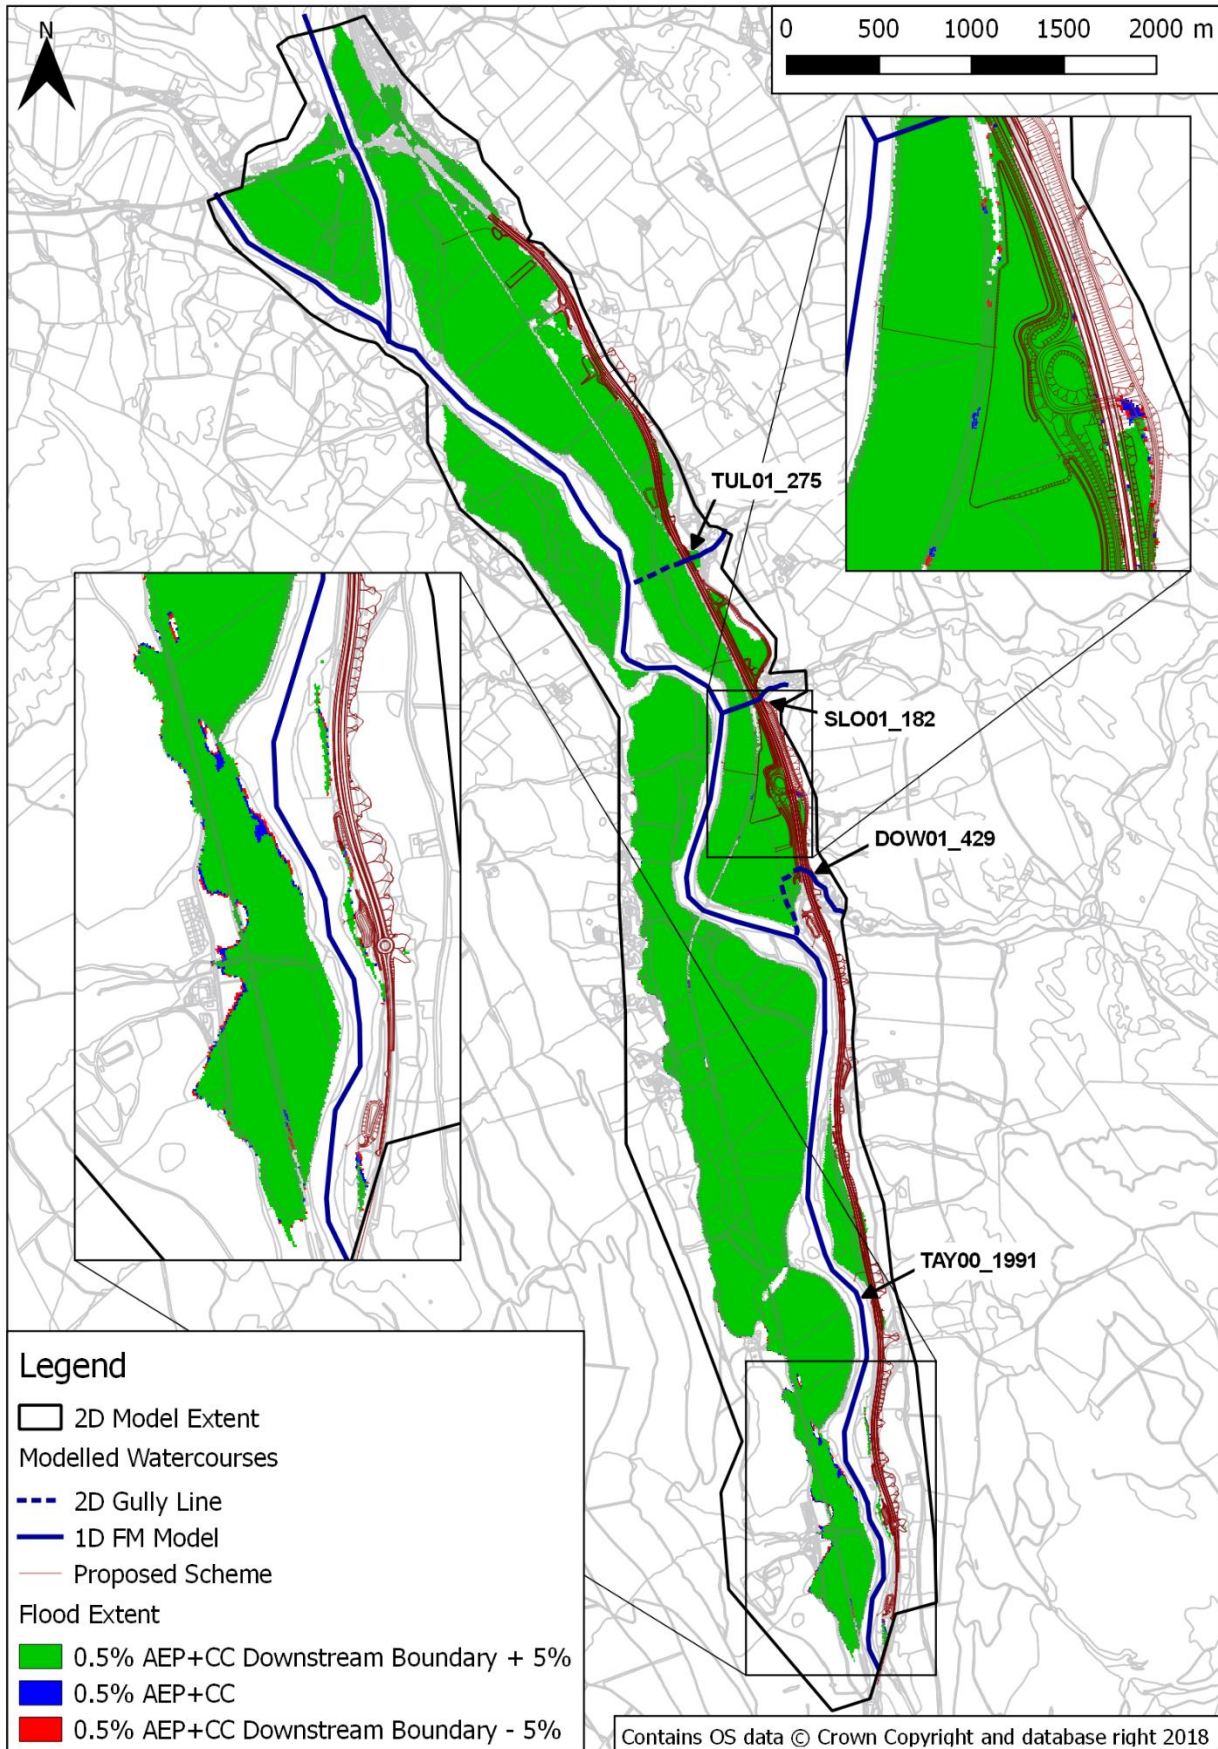 N
0 500 1000 1500 2000 m
TUL01_275
SLO01_182
DOW01_429
TAY00_1991
Legend
2D Model Extent
Modelled Watercourses
2D Gully Line
1D FM Model
Proposed Scheme
Flood Extent
0.5% AEP+CC Downstream Boundary + 5%
0.5% AEP+CC
0.5% AEP+CC Downstream Boundary - 5%
Contains OS data © Crown Copyright and database right 2018